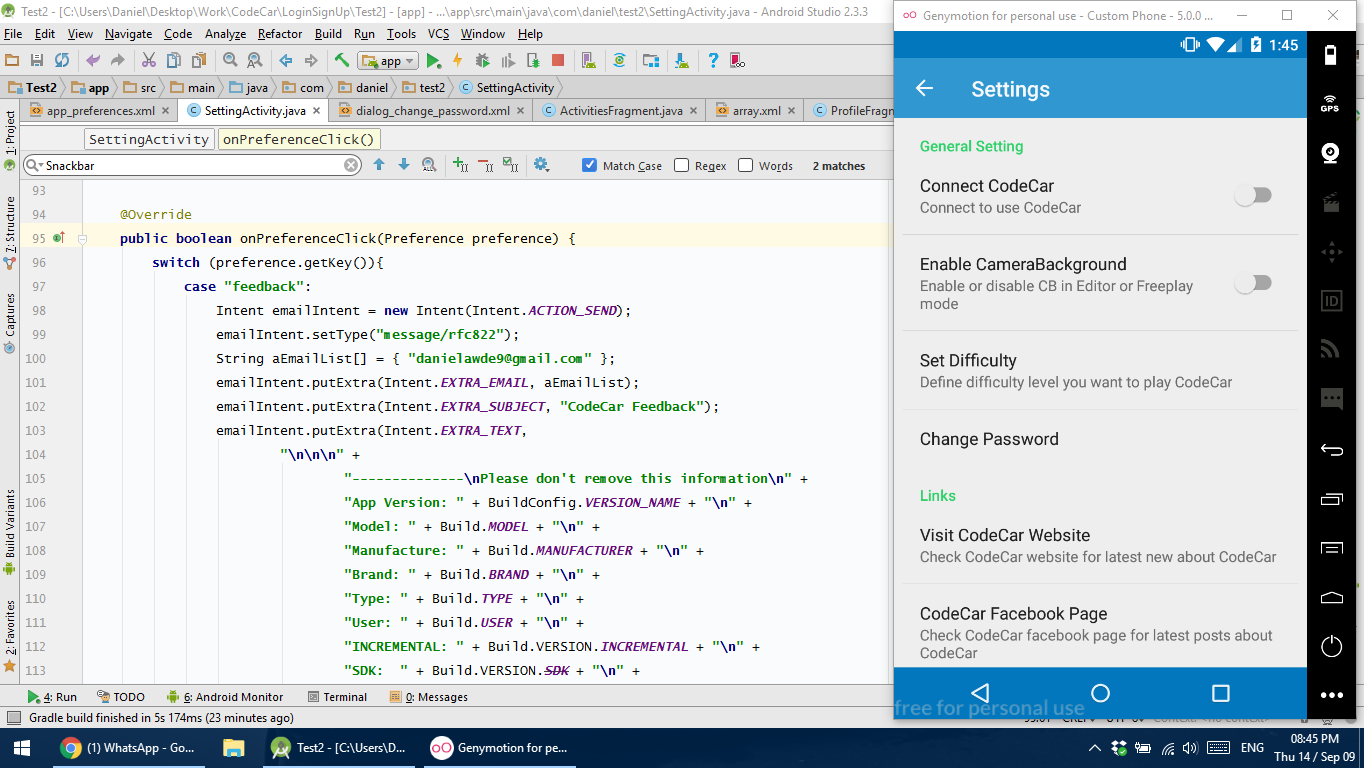 Test2 - [C:\Users\Daniel\Desktop\Work\CodeCar\LoginSignUp\Test2] - [app] - ...\app\src\main\java\com\daniel\test2\SettingActivity.java - Android Studio 2.3.3
File Edit View Navigate Code Analyze Refactor Build Run Tools VCS Window Help
app
Test2 app src main java com daniel test2 SettingActivity
app_preferences.xml SettingActivity.java dialog_change_password.xml ActivitiesFragment.java array.xml ProfileFragn
SettingActivity onPreferenceClick()
Snackbar Match Case Regex Words 2 matches
1: Project
7: Structure
Captures
Build Variants
2: Favorites
93
94 @Override
95 public boolean onPreferenceClick(Preference preference) {
96 switch (preference.getKey()){
97 case "feedback":
98 Intent emailIntent = new Intent(Intent.ACTION_SEND);
99 emailIntent.setType("message/rfc822");
100 String aEmailList[] = { "danielawde9@gmail.com" };
101 emailIntent.putExtra(Intent.EXTRA_EMAIL, aEmailList);
102 emailIntent.putExtra(Intent.EXTRA_SUBJECT, "CodeCar Feedback");
103 emailIntent.putExtra(Intent.EXTRA_TEXT,
104 "\n\n\n" +
105 "--------------\nPlease don't remove this information\n" +
106 "App Version: " + BuildConfig.VERSION_NAME + "\n" +
107 "Model: " + Build.MODEL + "\n" +
108 "Manufacture: " + Build.MANUFACTURER + "\n" +
109 "Brand: " + Build.BRAND + "\n" +
110 "Type: " + Build.TYPE + "\n" +
111 "User: " + Build.USER + "\n" +
112 "INCREMENTAL: " + Build.VERSION.INCREMENTAL + "\n" +
113 "SDK:  " + Build.VERSION.SDK + "\n" +
4: Run TODO 6: Android Monitor Terminal 0: Messages
Gradle build finished in 5s 174ms (23 minutes ago)
Genymotion for personal use - Custom Phone - 5.0.0 ...
1:45
Settings
General Setting
Connect CodeCar
Connect to use CodeCar
Enable CameraBackground
Enable or disable CB in Editor or Freeplay
mode
Set Difficulty
Define difficulty level you want to play CodeCar
Change Password
Links
Visit CodeCar Website
Check CodeCar website for latest new about CodeCar
CodeCar Facebook Page
Check CodeCar facebook page for latest posts about
CodeCar
free for personal use
GPS
ID
(1) WhatsApp - Go... Test2 - [C:\Users\D... Genymotion for pe...
ENG
08:45 PM
Thu 14 / Sep 09